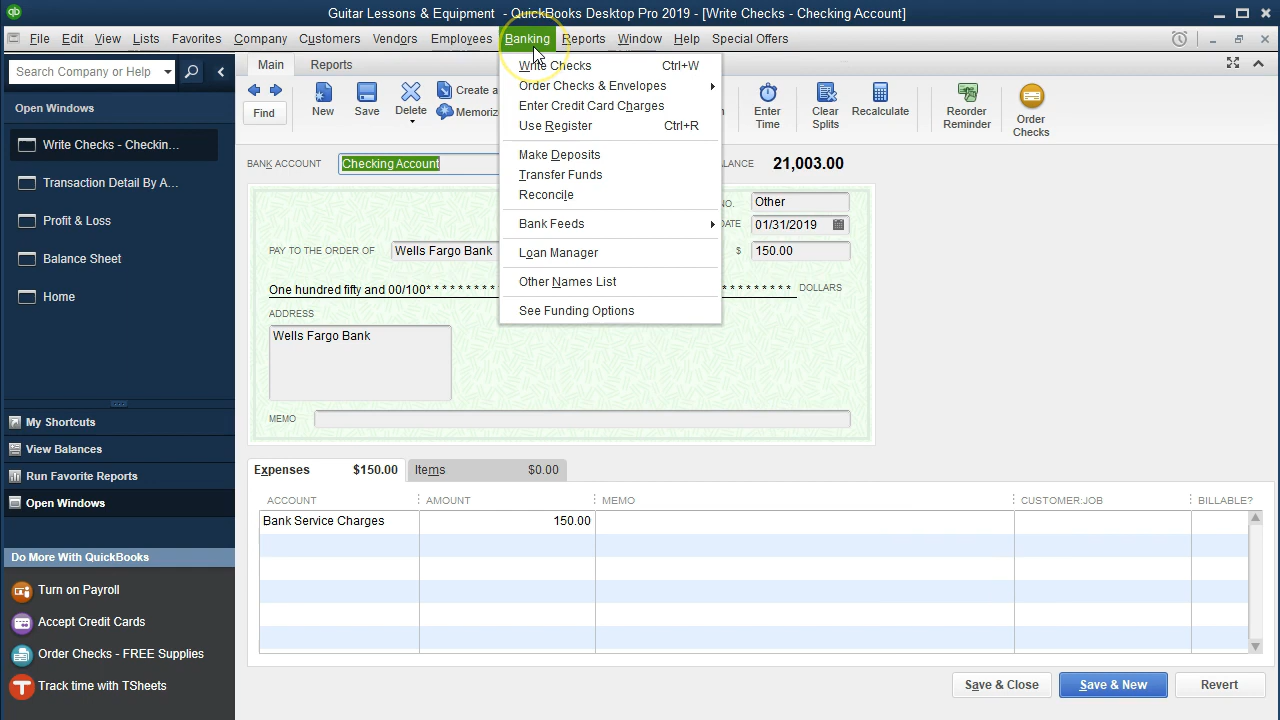 Guitar Lessons & Equipment - QuickBooks Desktop Pro 2019 - [Write Checks - Checking Account]
File Edit View Lists Favorites Company Customers Vendors Employees Banking Reports Window Help Special Offers
Search Company or Help
Open Windows
Write Checks - Checkin...
Transaction Detail By A...
Profit & Loss
Balance Sheet
Home
My Shortcuts
View Balances
Run Favorite Reports
Open Windows
Do More With QuickBooks
Turn on Payroll
Accept Credit Cards
Order Checks - FREE Supplies
Track time with TSheets
Main Reports
Find
New
Save
Delete
Create a
Memoriz
Enter Time
Clear Splits
Recalculate
Reorder Reminder
Order Checks
Write Checks Ctrl+W
Order Checks & Envelopes
Enter Credit Card Charges
Use Register Ctrl+R
Make Deposits
Transfer Funds
Reconcile
Bank Feeds
Loan Manager
Other Names List
See Funding Options
BANK ACCOUNT Checking Account LANCE 21,003.00
NO. Other
DATE 01/31/2019
PAY TO THE ORDER OF Wells Fargo Bank $ 150.00
One hundred fifty and 00/100* * * * * * * * * * * * * * * * * * DOLLARS
ADDRESS
Wells Fargo Bank
MEMO
Expenses $150.00 Items $0.00
ACCOUNT AMOUNT MEMO CUSTOMER:JOB BILLABLE?
Bank Service Charges 150.00
Save & Close Save & New Revert